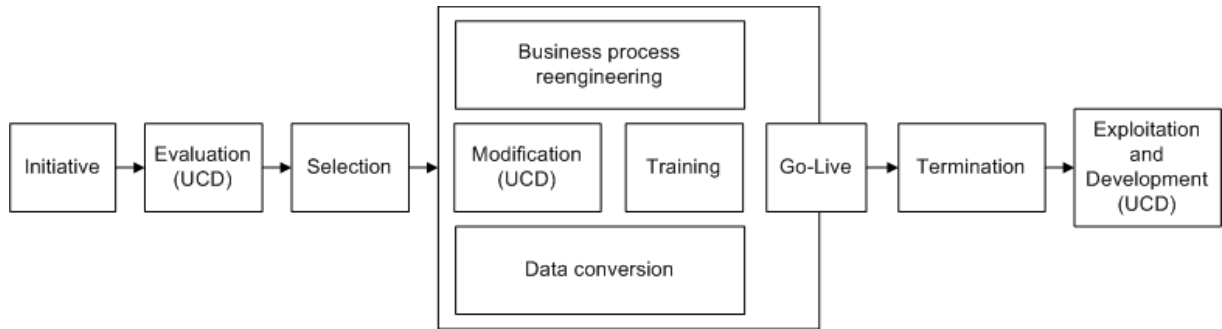 Business process
reengineering
Initiative
Evaluation
(UCD)
Selection
Modification
(UCD)
Training
Go-Live
Termination
Exploitation
and
Development
(UCD)
Data conversion